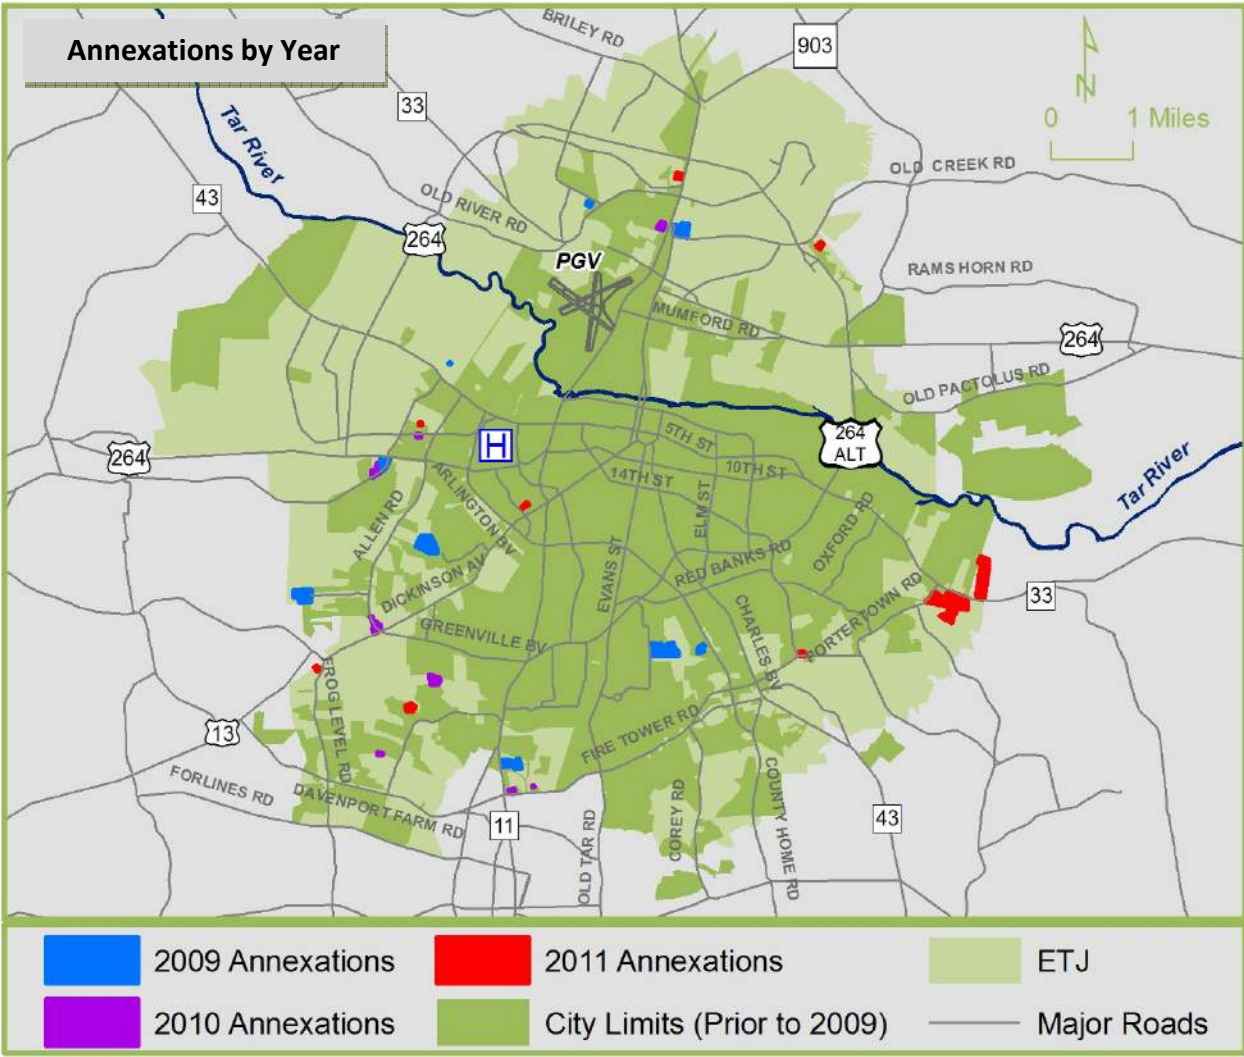 Annexations by Year
BRILEY RD
903
N
0 1 Miles
33
Tar River
43
OLD CREEK RD
OLD RIVER RD
264
PGV
RAMS HORN RD
MUMFORD RD
264
OLD PACTOLUS RD
264
H
5TH ST
10TH ST
14TH ST
264
ALT
Tar River
ARLINGTON BV
ALLEN RD
ELM ST
OXFORD RD
DICKINSON AV
EVANS ST
RED BANKS RD
PORTERTOWN RD
33
GREENVILLE BV
CHARLES BV
FROG LEVEL RD
13
FIRE TOWER RD
FORLINES RD
DAVENPORT FARM RD
11
OLD TAR RD
COREY RD
COUNTY HOME RD
43
2009 Annexations
2011 Annexations
ETJ
2010 Annexations
City Limits (Prior to 2009)
Major Roads